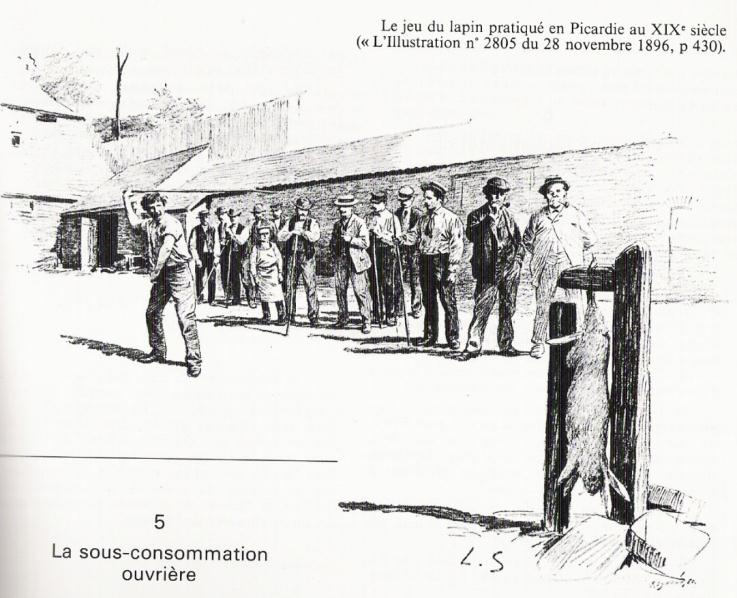 Le jeu du lapin pratiqué en Picardie au XIXᵉ siècle
(« L'Illustration n° 2805 du 28 novembre 1896, p 430).
5
La sous-consommation
ouvrière
L.S